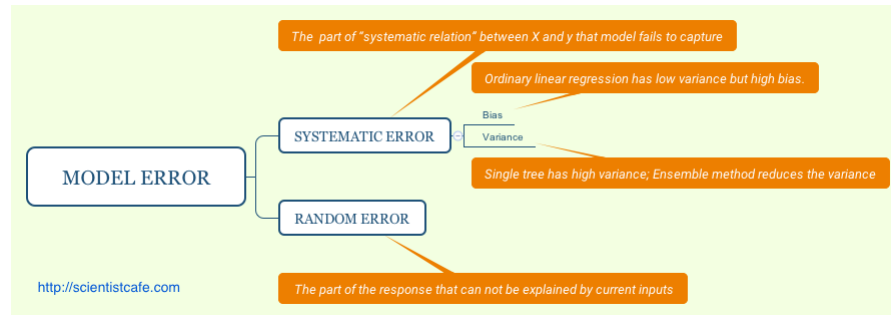 The  part of “systematic relation” between X and y that model fails to capture
Ordinary linear regression has low variance but high bias.
Bias
SYSTEMATIC ERROR
Variance
MODEL ERROR
Single tree has high variance; Ensemble method reduces the variance
RANDOM ERROR
http://scientistcafe.com
The part of the response that can not be explained by current inputs